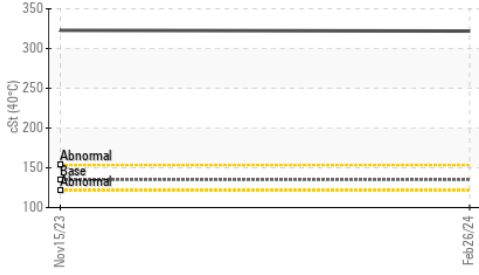 350
300
250
200
150
100
cSt (40°C)
Abnormal
Base
Abnormal
Nov15/23
Feb26/24